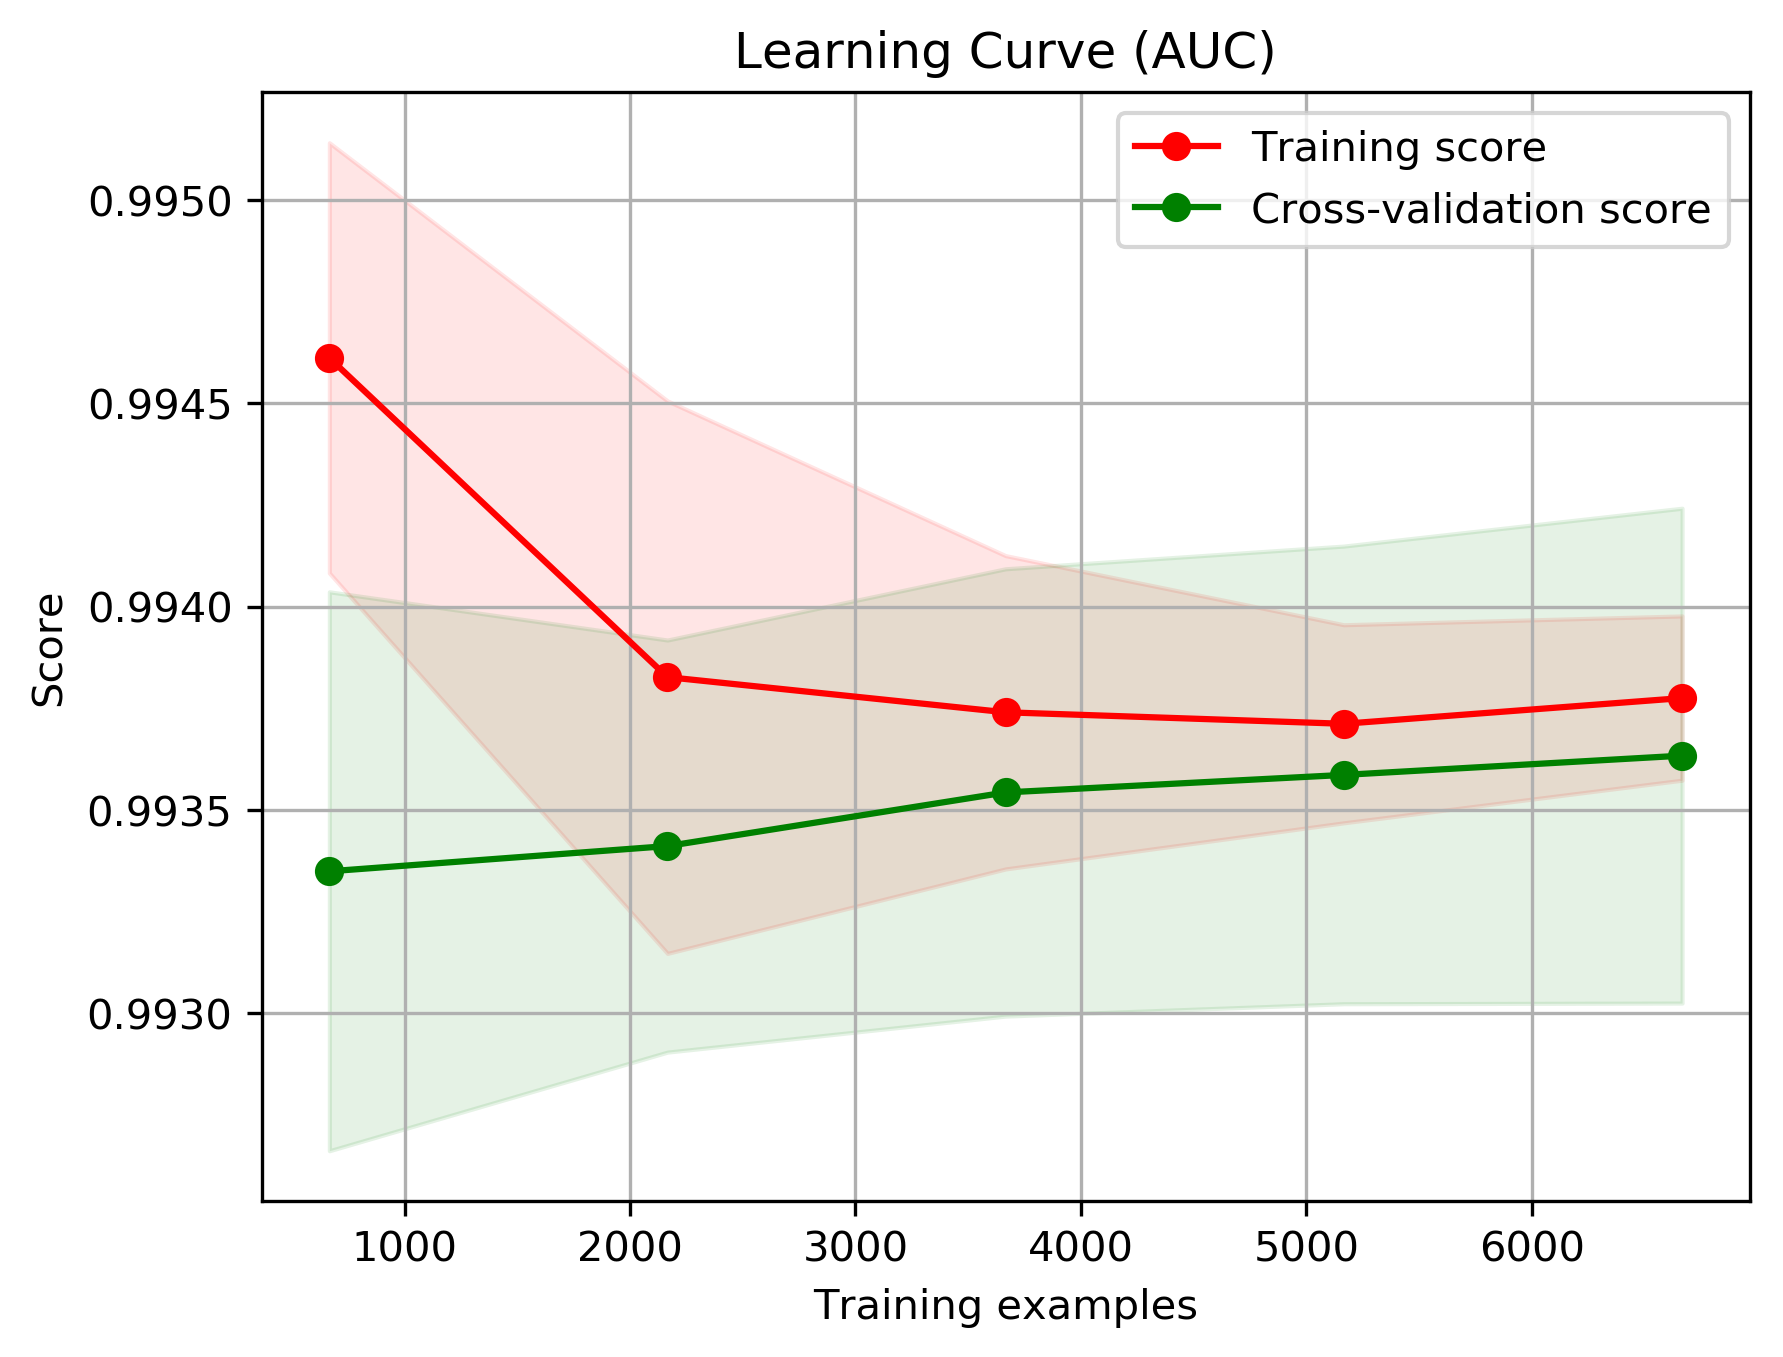 Learning Curve (AUC)
Training score
Cross-validation score
0.9950
0.9945
0.9940
0.9935
0.9930
Score
1000 2000 3000 4000 5000 6000
Training examples